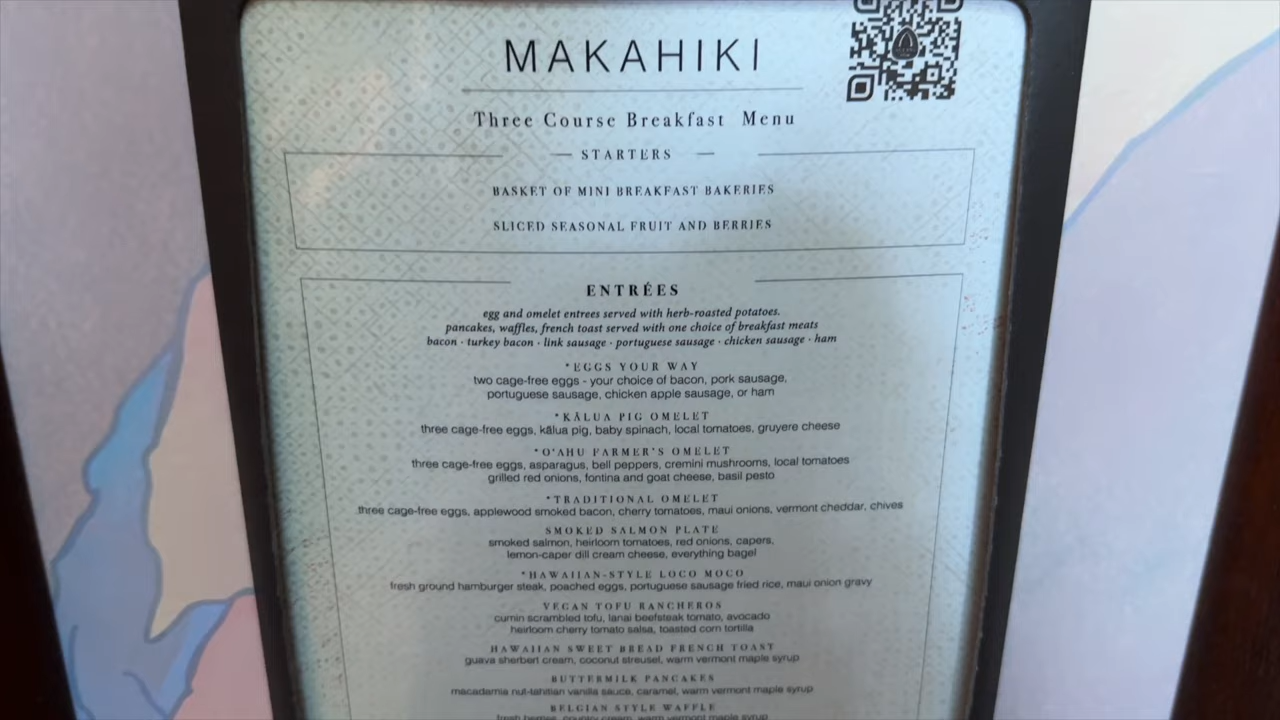 MAKAHIKI
Three Course Breakfast Menu
STARTERS
BASKET OF MINI BREAKFAST BAKERIES
SLICED SEASONAL FRUIT AND BERRIES
ENTRÉES
egg and omelet entrees served with herb-roasted potatoes.
pancakes, waffles, french toast served with one choice of breakfast meats
bacon · turkey bacon · link sausage · portuguese sausage · chicken sausage · ham
*EGGS YOUR WAY
two cage-free eggs - your choice of bacon, pork sausage,
portuguese sausage, chicken apple sausage, or ham
*KĀLUA PIG OMELET
three cage-free eggs, kālua pig, baby spinach, local tomatoes, gruyere cheese
*O'AHU FARMER'S OMELET
three cage-free eggs, asparagus, bell peppers, cremini mushrooms, local tomatoes
grilled red onions, fontina and goat cheese, basil pesto
*TRADITIONAL OMELET
three cage-free eggs, applewood smoked bacon, cherry tomatoes, maui onions, vermont cheddar, chives
SMOKED SALMON PLATE
smoked salmon, heirloom tomatoes, red onions, capers,
lemon-caper dill cream cheese, everything bagel
*HAWAIIAN-STYLE LOCO MOCO
fresh ground hamburger steak, poached eggs, portuguese sausage fried rice, maui onion gravy
VEGAN TOFU RANCHEROS
cumin scrambled tofu, lanai beefsteak tomato, avocado
heirloom cherry tomato salsa, toasted corn tortilla
HAWAIIAN SWEET BREAD FRENCH TOAST
guava sherbert cream, coconut streusel, warm vermont maple syrup
BUTTERMILK PANCAKES
macadamia nut-tahitian vanilla sauce, caramel, warm vermont maple syrup
BELGIAN STYLE WAFFLE
fresh berries, country cream, warm vermont maple syrup